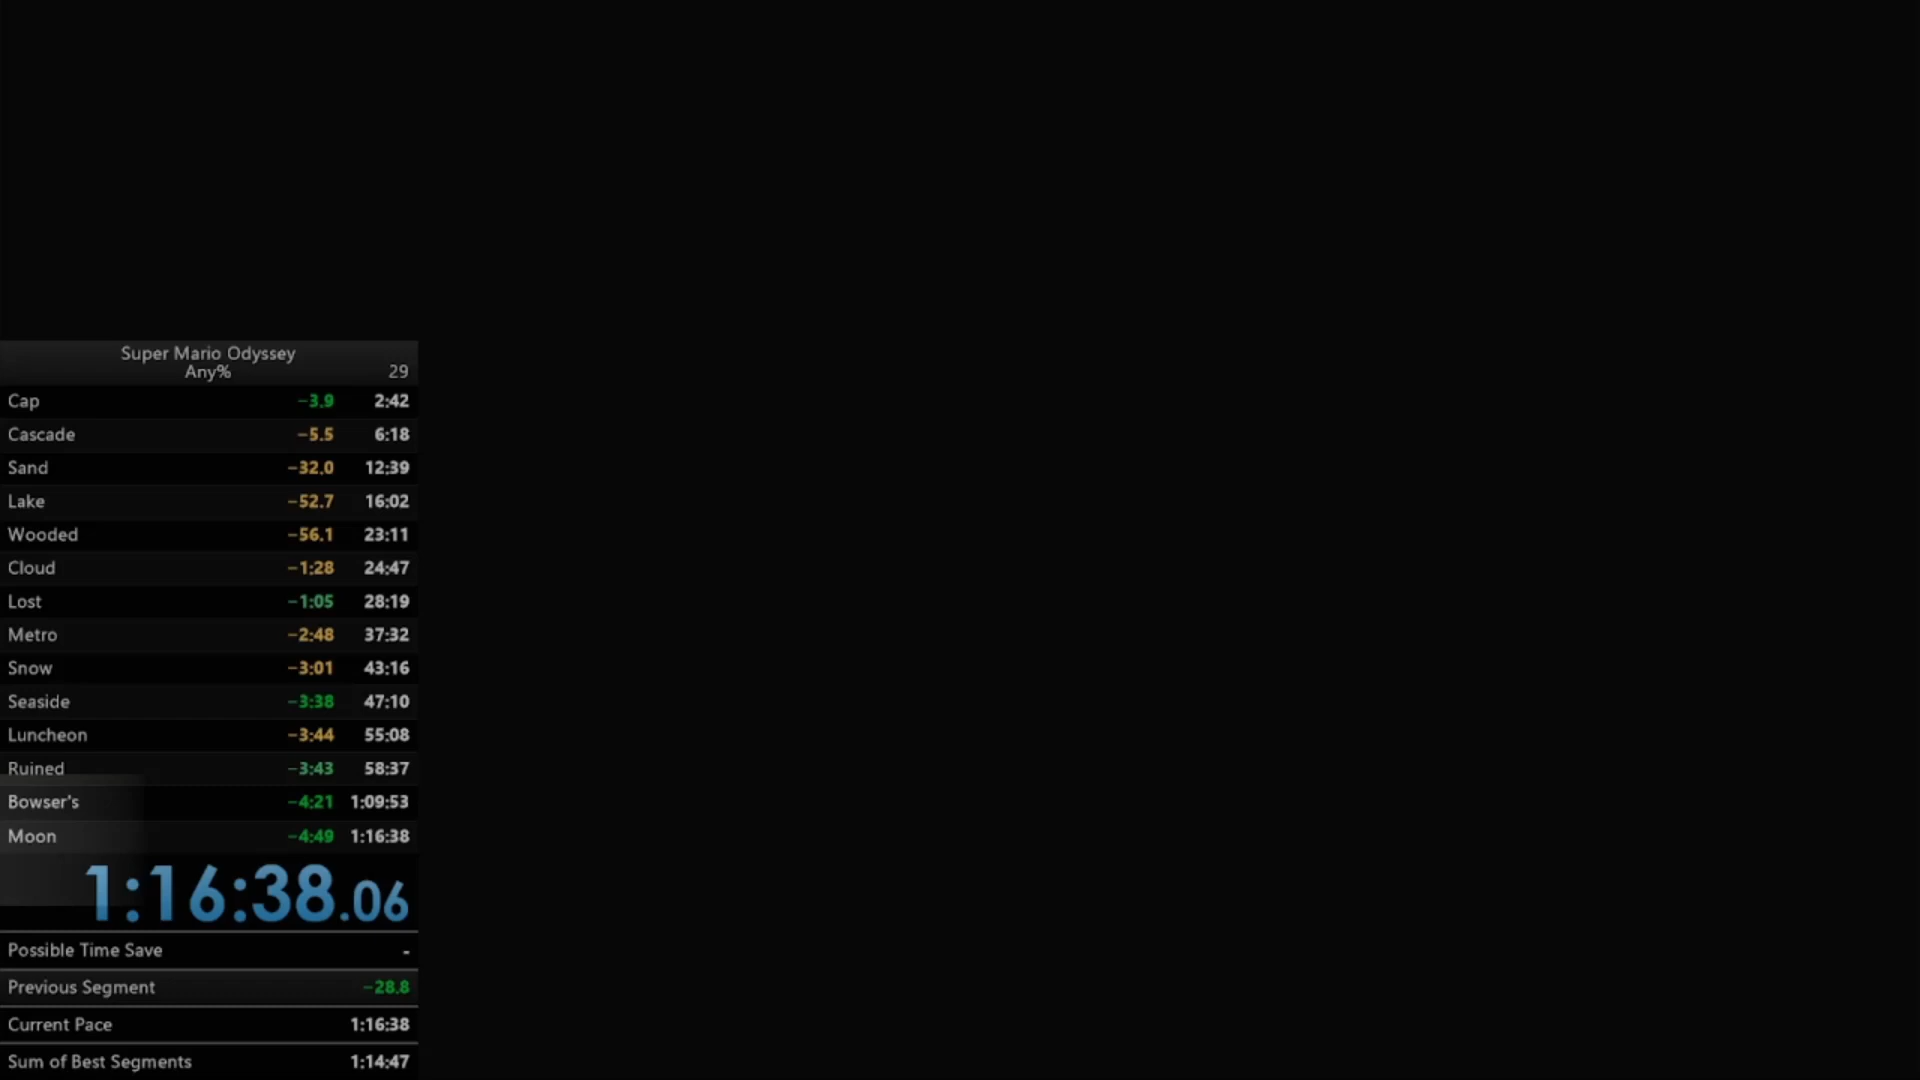 Super Mario Odyssey
Any% 29
Cap −3.9 2:42
Cascade −5.5 6:18
Sand −32.0 12:39
Lake −52.7 16:02
Wooded −56.1 23:11
Cloud −1:28 24:47
Lost −1:05 28:19
Metro −2:48 37:32
Snow −3:01 43:16
Seaside −3:38 47:10
Luncheon −3:44 55:08
Ruined −3:43 58:37
Bowser's −4:21 1:09:53
Moon −4:49 1:16:38
1:16:38.06
Possible Time Save -
Previous Segment −28.8
Current Pace 1:16:38
Sum of Best Segments 1:14:47